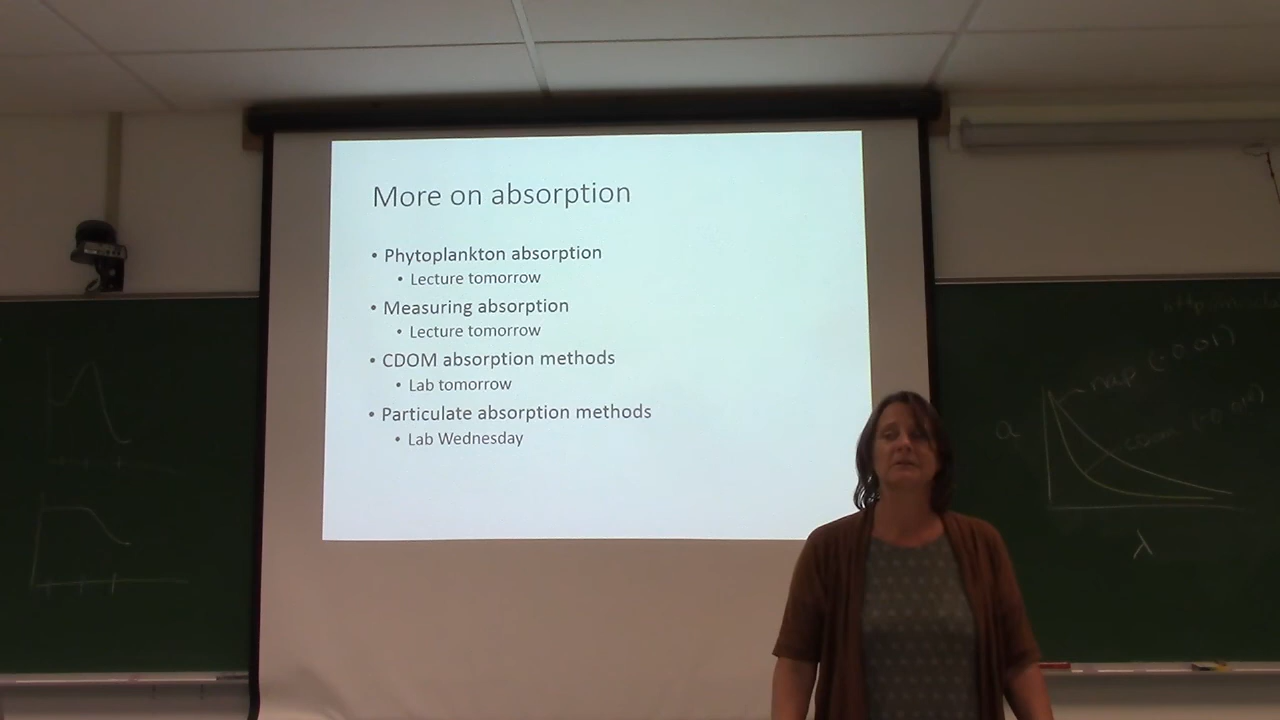 More on absorption
• Phytoplankton absorption
• Lecture tomorrow
• Measuring absorption
• Lecture tomorrow
• CDOM absorption methods
• Lab tomorrow
• Particulate absorption methods
• Lab Wednesday
a
λ